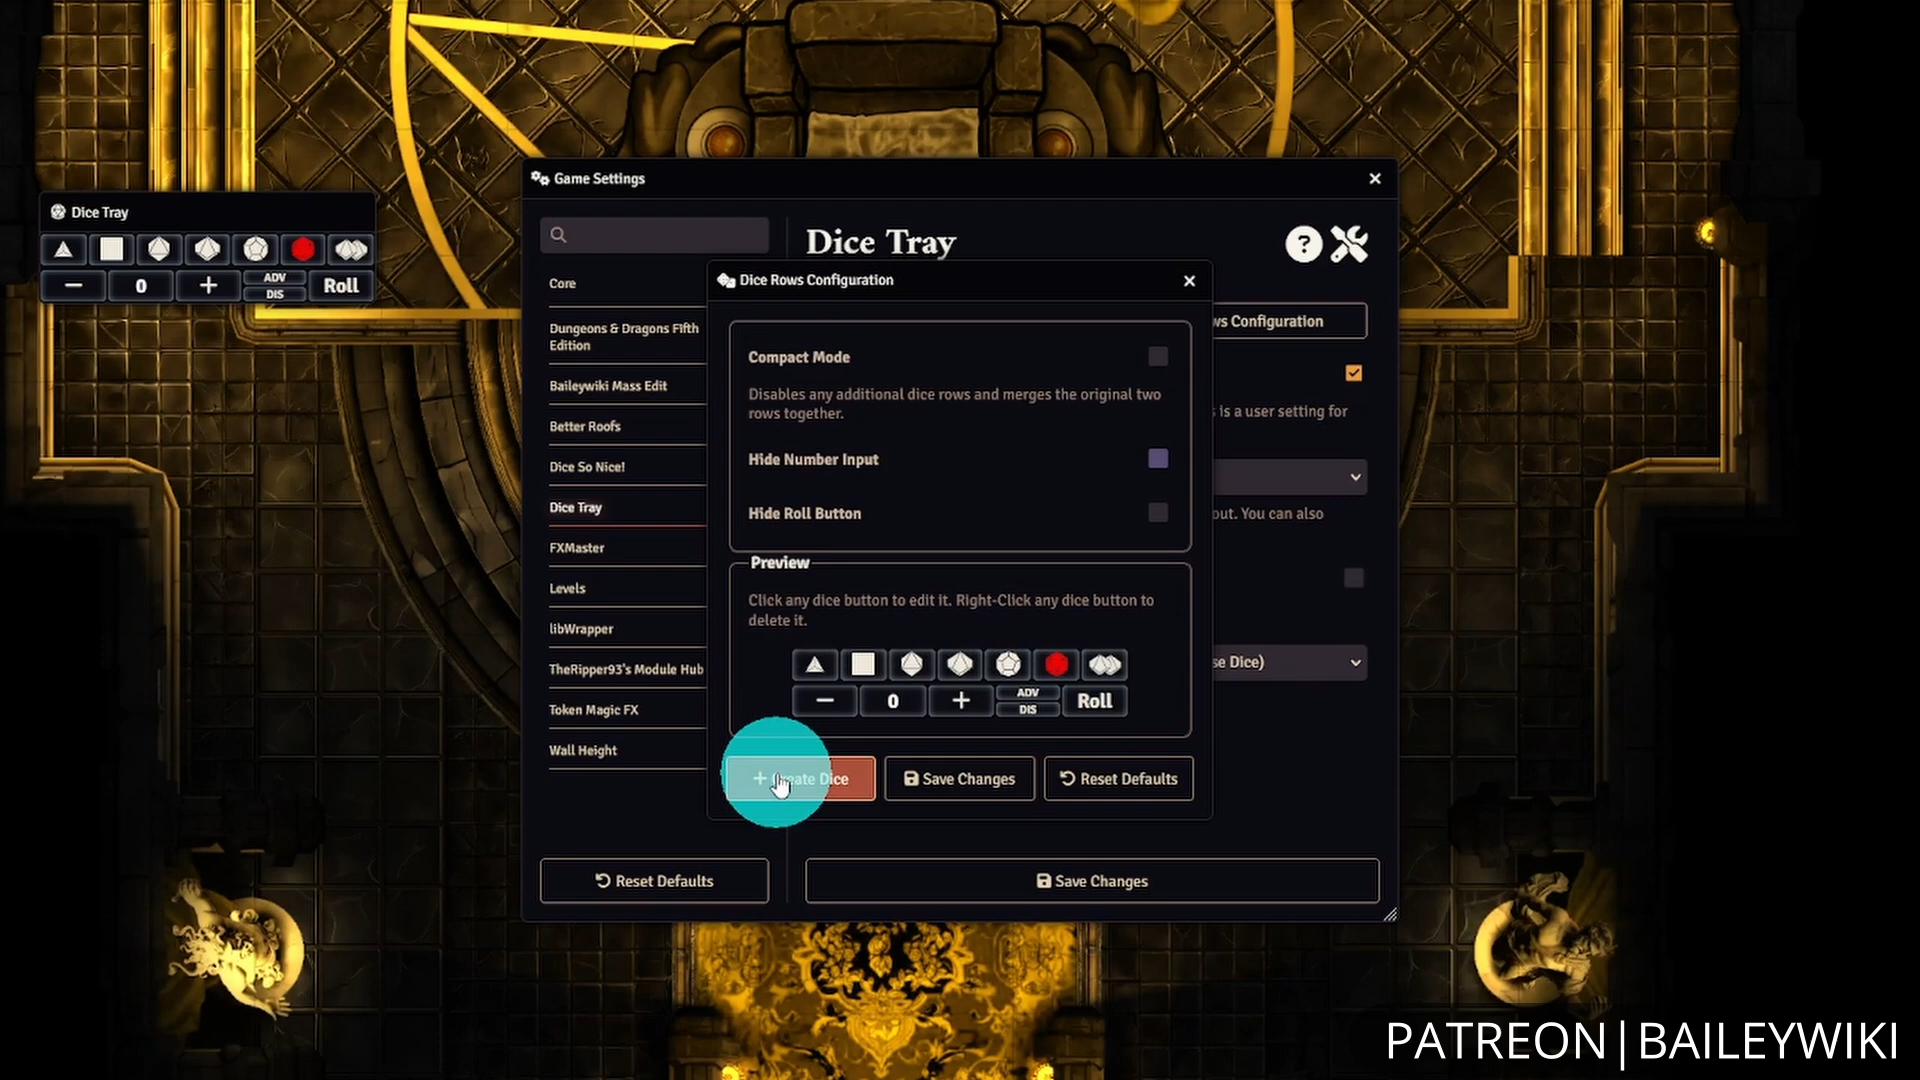 Dice Tray
- 0 + ADV DIS Roll
Game Settings
Core
Dungeons & Dragons Fifth
Edition
Baileywiki Mass Edit
Better Roofs
Dice So Nice!
Dice Tray
FXMaster
Levels
libWrapper
TheRipper93's Module Hub
Token Magic FX
Wall Height
Reset Defaults
Dice Tray
?
ws Configuration
s is a user setting for
out. You can also
se Dice)
Save Changes
Dice Rows Configuration
Compact Mode
Disables any additional dice rows and merges the original two
rows together.
Hide Number Input
Hide Roll Button
Preview
Click any dice button to edit it. Right-Click any dice button to
delete it.
- 0 + ADV DIS Roll
+ Create Dice
Save Changes
Reset Defaults
PATREON|BAILEYWIKI